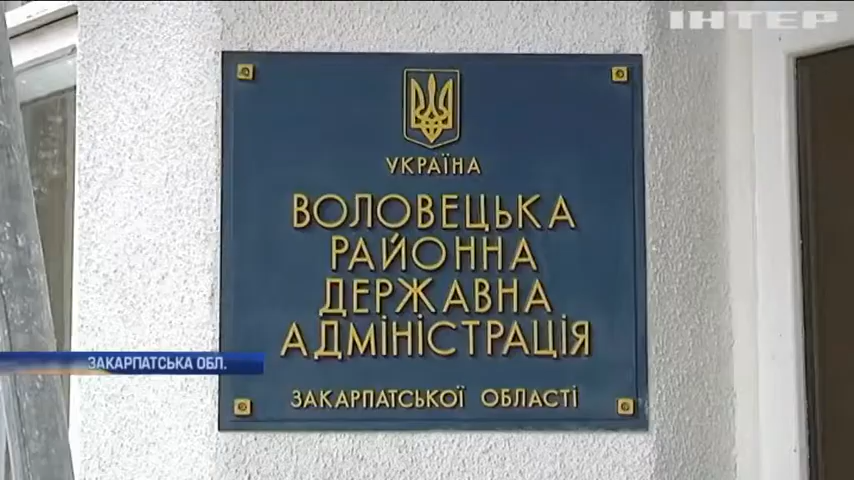 ІНТЕР
УКРАЇНА
ВОЛОВЕЦЬКА
РАЙОННА
ДЕРЖАВНА
АДМІНІСТРАЦІЯ
ЗАКАРПАТСЬКА ОБЛ.
ЗАКАРПАТСЬКОЇ ОБЛАСТІ